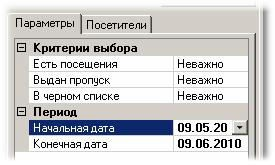 Параметры Посетители
Критерии выбора
Есть посещения Неважно
Выдан пропуск Неважно
В черном списке Неважно
Период
Начальная дата 09.05.20
Конечная дата 09.06.2010